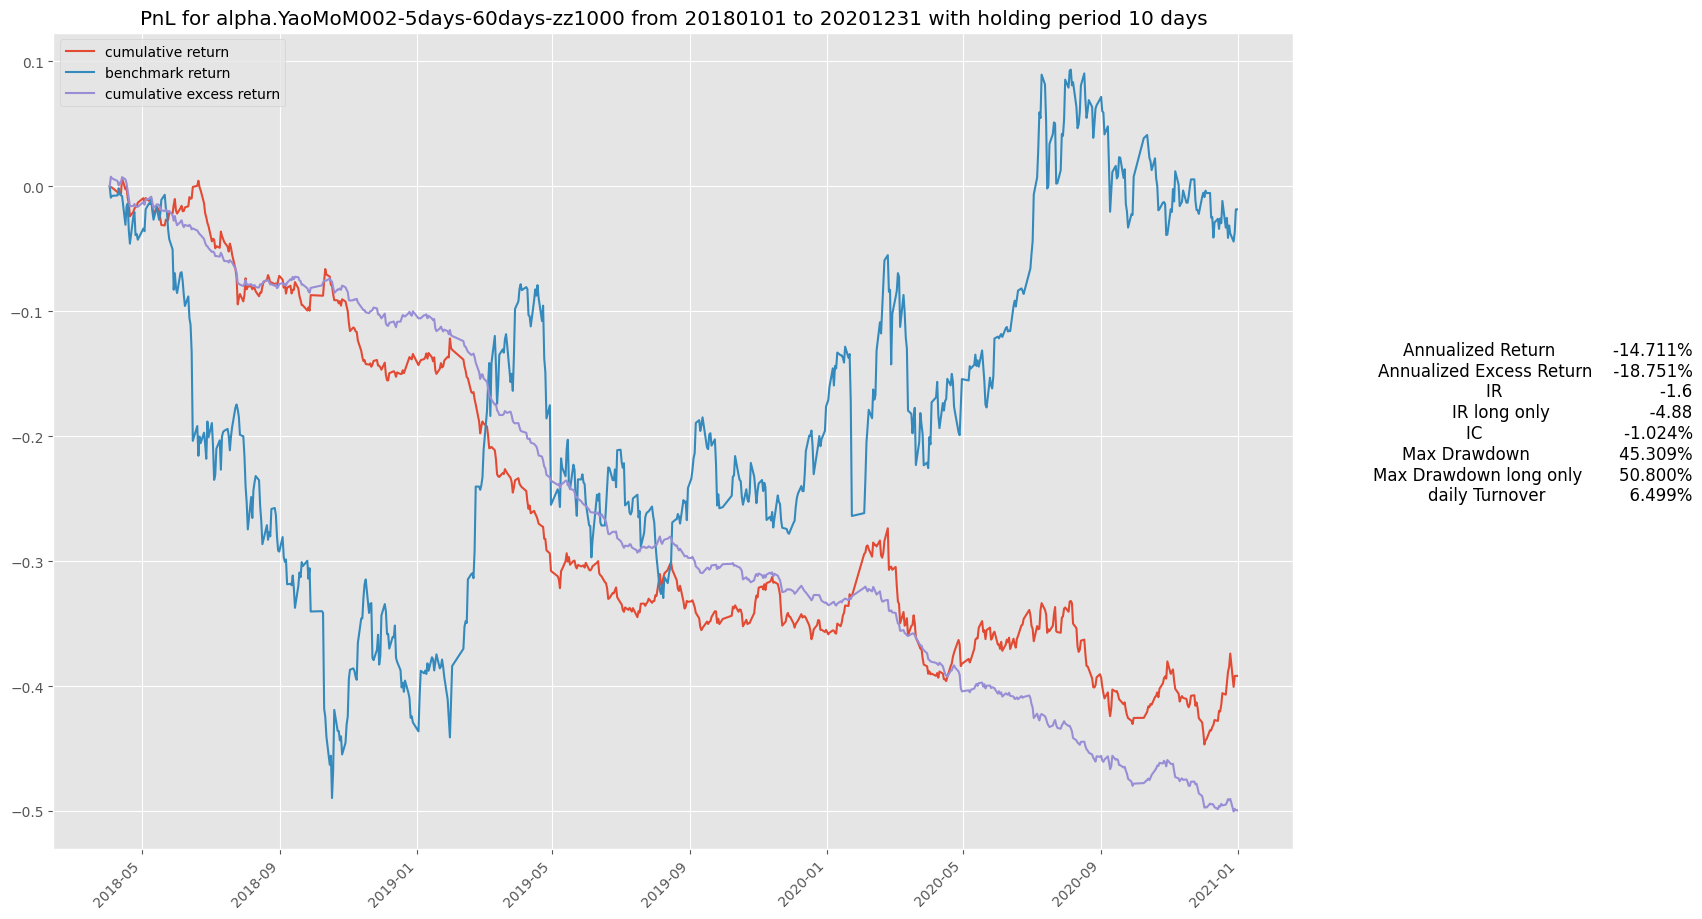 PnL for alpha.YaoMoM002-5days-60days-zz1000 from 20180101 to 20201231 with holding period 10 days
cumulative return
benchmark return
cumulative excess return
0.1
0.0
−0.1
−0.2
−0.3
−0.4
−0.5
Annualized Return -14.711%
Annualized Excess Return -18.751%
IR -1.6
IR long only -4.88
IC -1.024%
Max Drawdown 45.309%
Max Drawdown long only 50.800%
daily Turnover 6.499%
2018-05
2018-09
2019-01
2019-05
2019-09
2020-01
2020-05
2020-09
2021-01